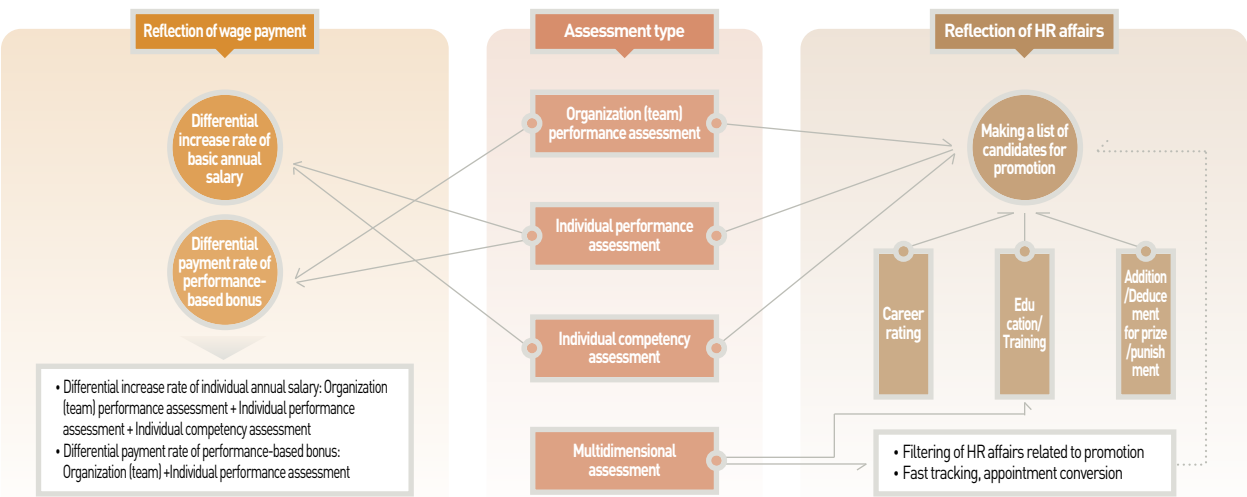 Reflection of wage payment
Differential
increase rate of
basic annual
salary
Differential
payment rate of
performance-
based bonus
• Differential increase rate of individual annual salary: Organization
(team) performance assessment + Individual performance
assessment + Individual competency assessment
• Differential payment rate of performance-based bonus:
Organization (team) +Individual performance assessment
Assessment type
Organization (team)
performance assessment
Individual performance
assessment
Individual competency
assessment
Multidimensional
assessment
Reflection of HR affairs
Making a list of
candidates for
promotion
Career
rating
Edu
cation/
Training
Addition
/Deduce
ment
for prize
/punish
ment
• Filtering of HR affairs related to promotion
• Fast tracking, appointment conversion